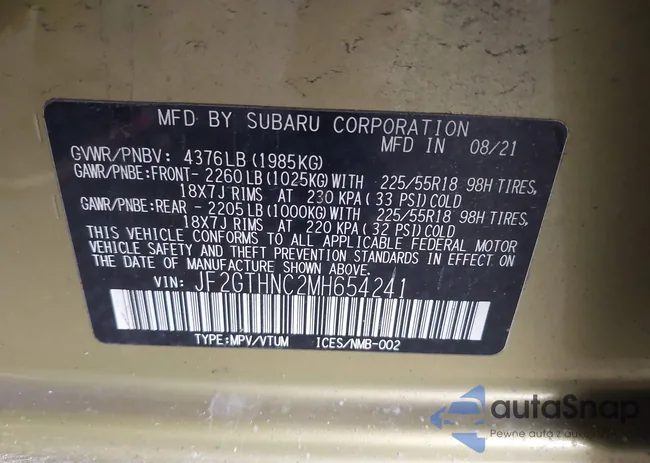 MFD BY SUBARU CORPORATION
MFD IN 08/21
GVWR/PNBV: 4376LB(1985KG)
GAWR/PNBE:FRONT- 2260LB(1025KG)WITH 225/55R18 98H TIRES,
18X7J RIMS AT 230 KPA(33 PSI)COLD
GAWR/PNBE:REAR - 2205LB(1000KG)WITH 225/55R18 98H TIRES,
18X7J RIMS AT 220 KPA(32 PSI)COLD
THIS VEHICLE CONFORMS TO ALL APPLICABLE FEDERAL MOTOR
VEHICLE SAFETY AND THEFT PREVENTION STANDARDS IN EFFECT ON
THE DATE OF MANUFACTURE SHOWN ABOVE.
VIN: JF2GTHNC2MH654241
TYPE:MPV/VTUM ICES/NMB-002
autoSnap
Pewne auta z aukcji